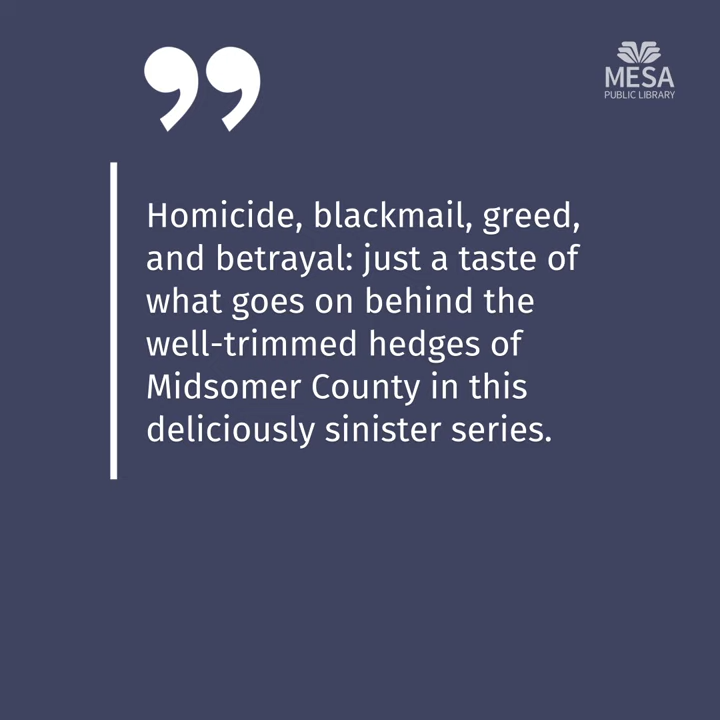 ”
MESA
PUBLIC LIBRARY
Homicide, blackmail, greed,
and betrayal: just a taste of
what goes on behind the
well-trimmed hedges of
Midsomer County in this
deliciously sinister series.